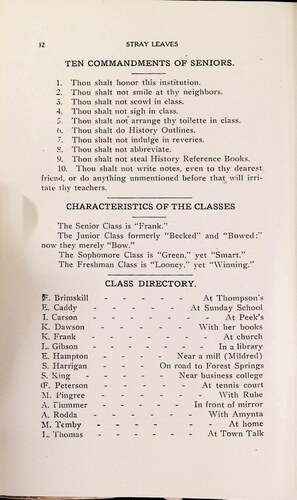 32 STRAY LEAVES
TEN COMMANDMENTS OF SENIORS.
1. Thou shalt honor this institution.
2. Thou shalt not smile at thy neighbors.
3. Thou shalt not scowl in class.
4. Thou shalt not sigh in class.
5. Thou shalt not arrange thy toilette in class.
6. Thou shalt do History Outlines.
7. Thou shalt not indulge in reveries.
8. Thou shalt not abbreviate.
9. Thou shalt not steal History Reference Books.
10. Thou shalt not write notes, even to thy dearest
friend, or do anything unmentioned before that will irri-
tate thy teachers.
CHARACTERISTICS OF THE CLASSES
The Senior Class is "Frank."
The Junior Class formerly "Becked" and "Bowed;"
now they merely "Bow."
The Sophomore Class is "Green," yet "Smart."
The Freshman Class is "Looney," yet "Winning."
CLASS DIRECTORY.
F. Brimskill - - - - - At Thompson's
E. Caddy - - - - - At Sunday School
I. Carson - - - - - At Peek's
K. Dawson - - - - - With her books
K. Frank - - - - - At church
L. Gibson - - - - - In a library
E. Hampton - - - - Near a mill (Mildred)
S. Harrigan - - - On road to Forest Springs
S. King - - - - Near business college
F. Peterson - - - - At tennis court
M. Pingree - - - - - With Rube
A. Plummer - - - - In front of mirror
A. Rodda - - - - - With Amynta
M. Temby - - - - - At home
L. Thomas - - - - - At Town Talk